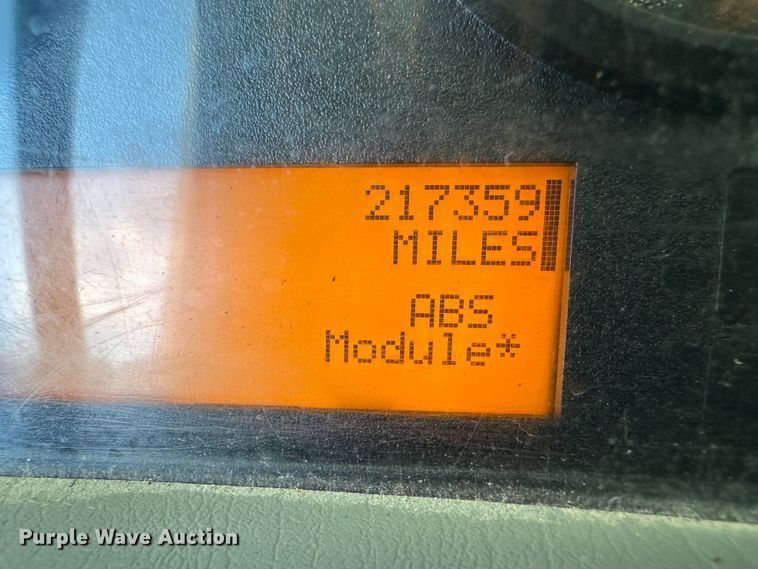 217359
MILES
ABS
Module*
Purple Wave Auction